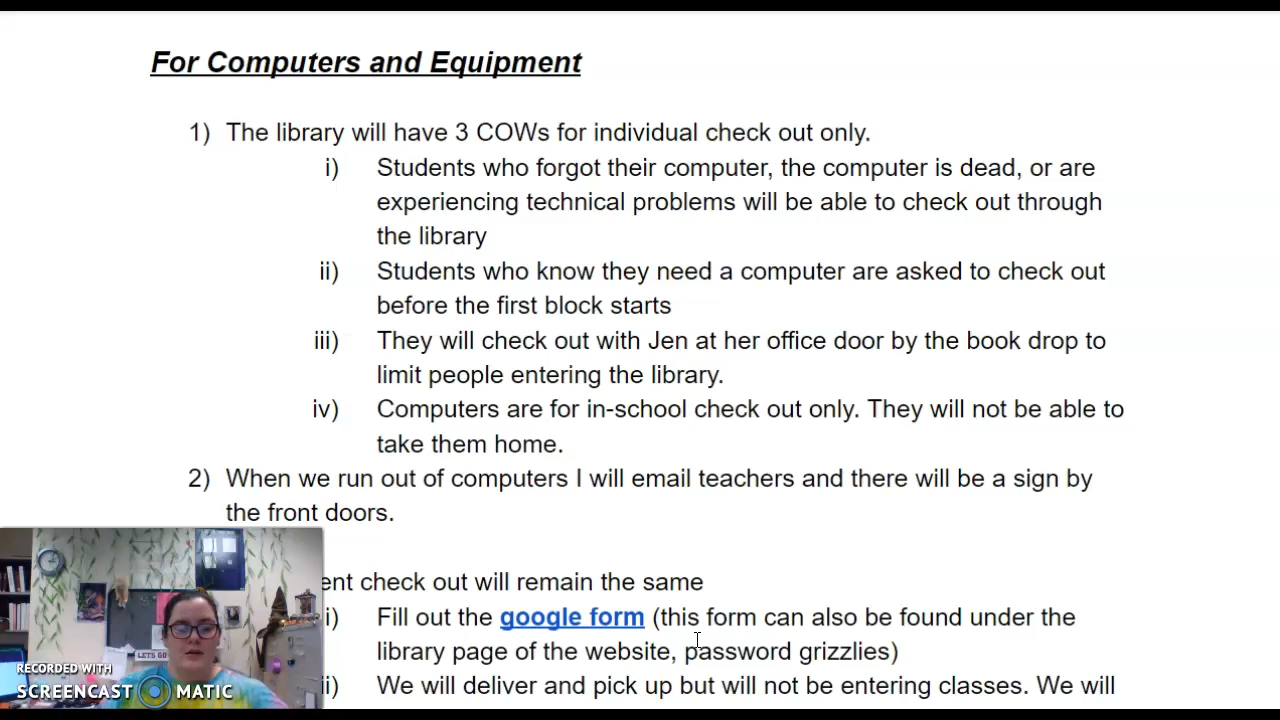 For Computers and Equipment
1) The library will have 3 COWs for individual check out only.
i) Students who forgot their computer, the computer is dead, or are
experiencing technical problems will be able to check out through
the library
ii) Students who know they need a computer are asked to check out
before the first block starts
iii) They will check out with Jen at her office door by the book drop to
limit people entering the library.
iv) Computers are for in-school check out only. They will not be able to
take them home.
2) When we run out of computers I will email teachers and there will be a sign by
the front doors.
ent check out will remain the same
i) Fill out the google form (this form can also be found under the
library page of the website, password grizzlies)
ii) We will deliver and pick up but will not be entering classes. We will
LETS GO
RECORDED WITH
SCREENCAST MATIC